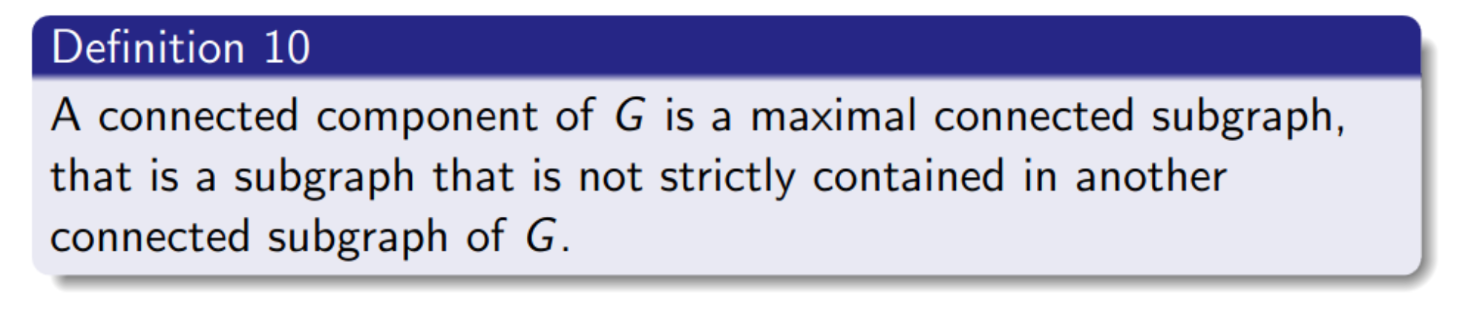 Definition 10
A connected component of G is a maximal connected subgraph,
that is a subgraph that is not strictly contained in another
connected subgraph of G.